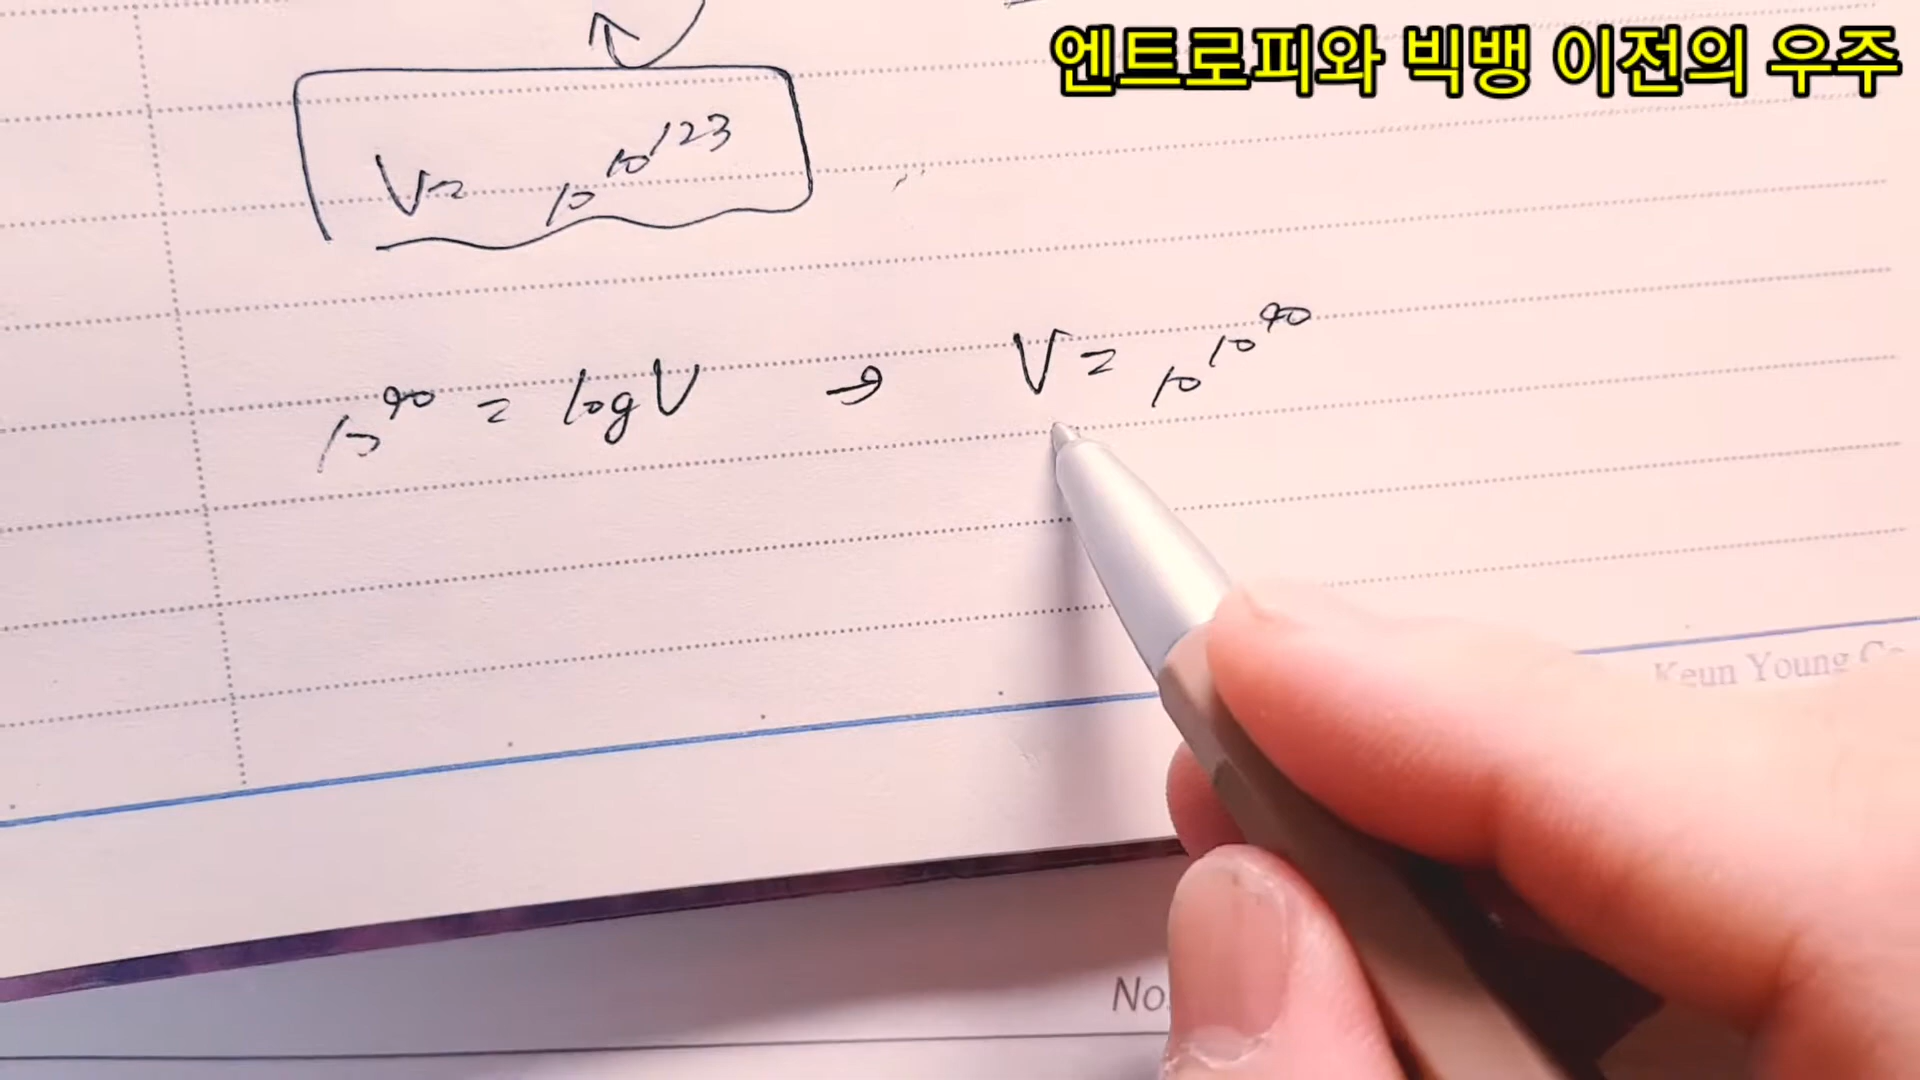 엔트로피와 빅뱅 이전의 우주
V= 10^10^123
10^90 = log V → V = 10^10^90
Keun Young Co
No.